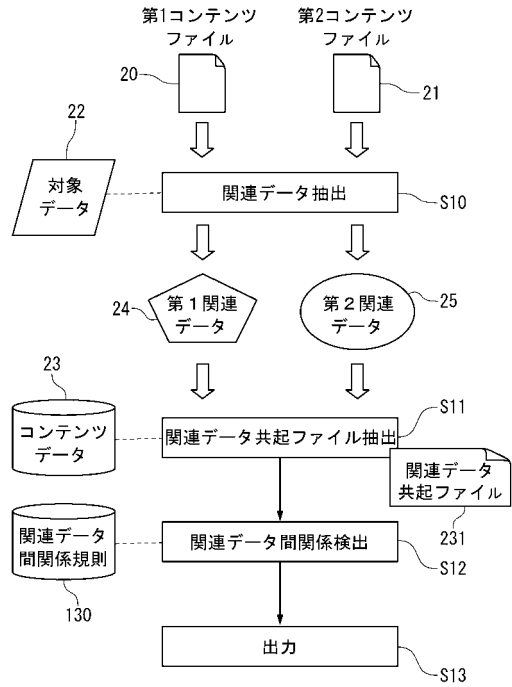 第1コンテンツ
ファイル
第2コンテンツ
ファイル
20
21
22
対象
データ
関連データ抽出
S10
24
第1関連
データ
第2関連
データ
25
23
コンテンツ
データ
関連データ共起ファイル抽出
S11
関連データ
共起ファイル
231
関連データ
間関係規則
130
関連データ間関係検出
S12
出力
S13